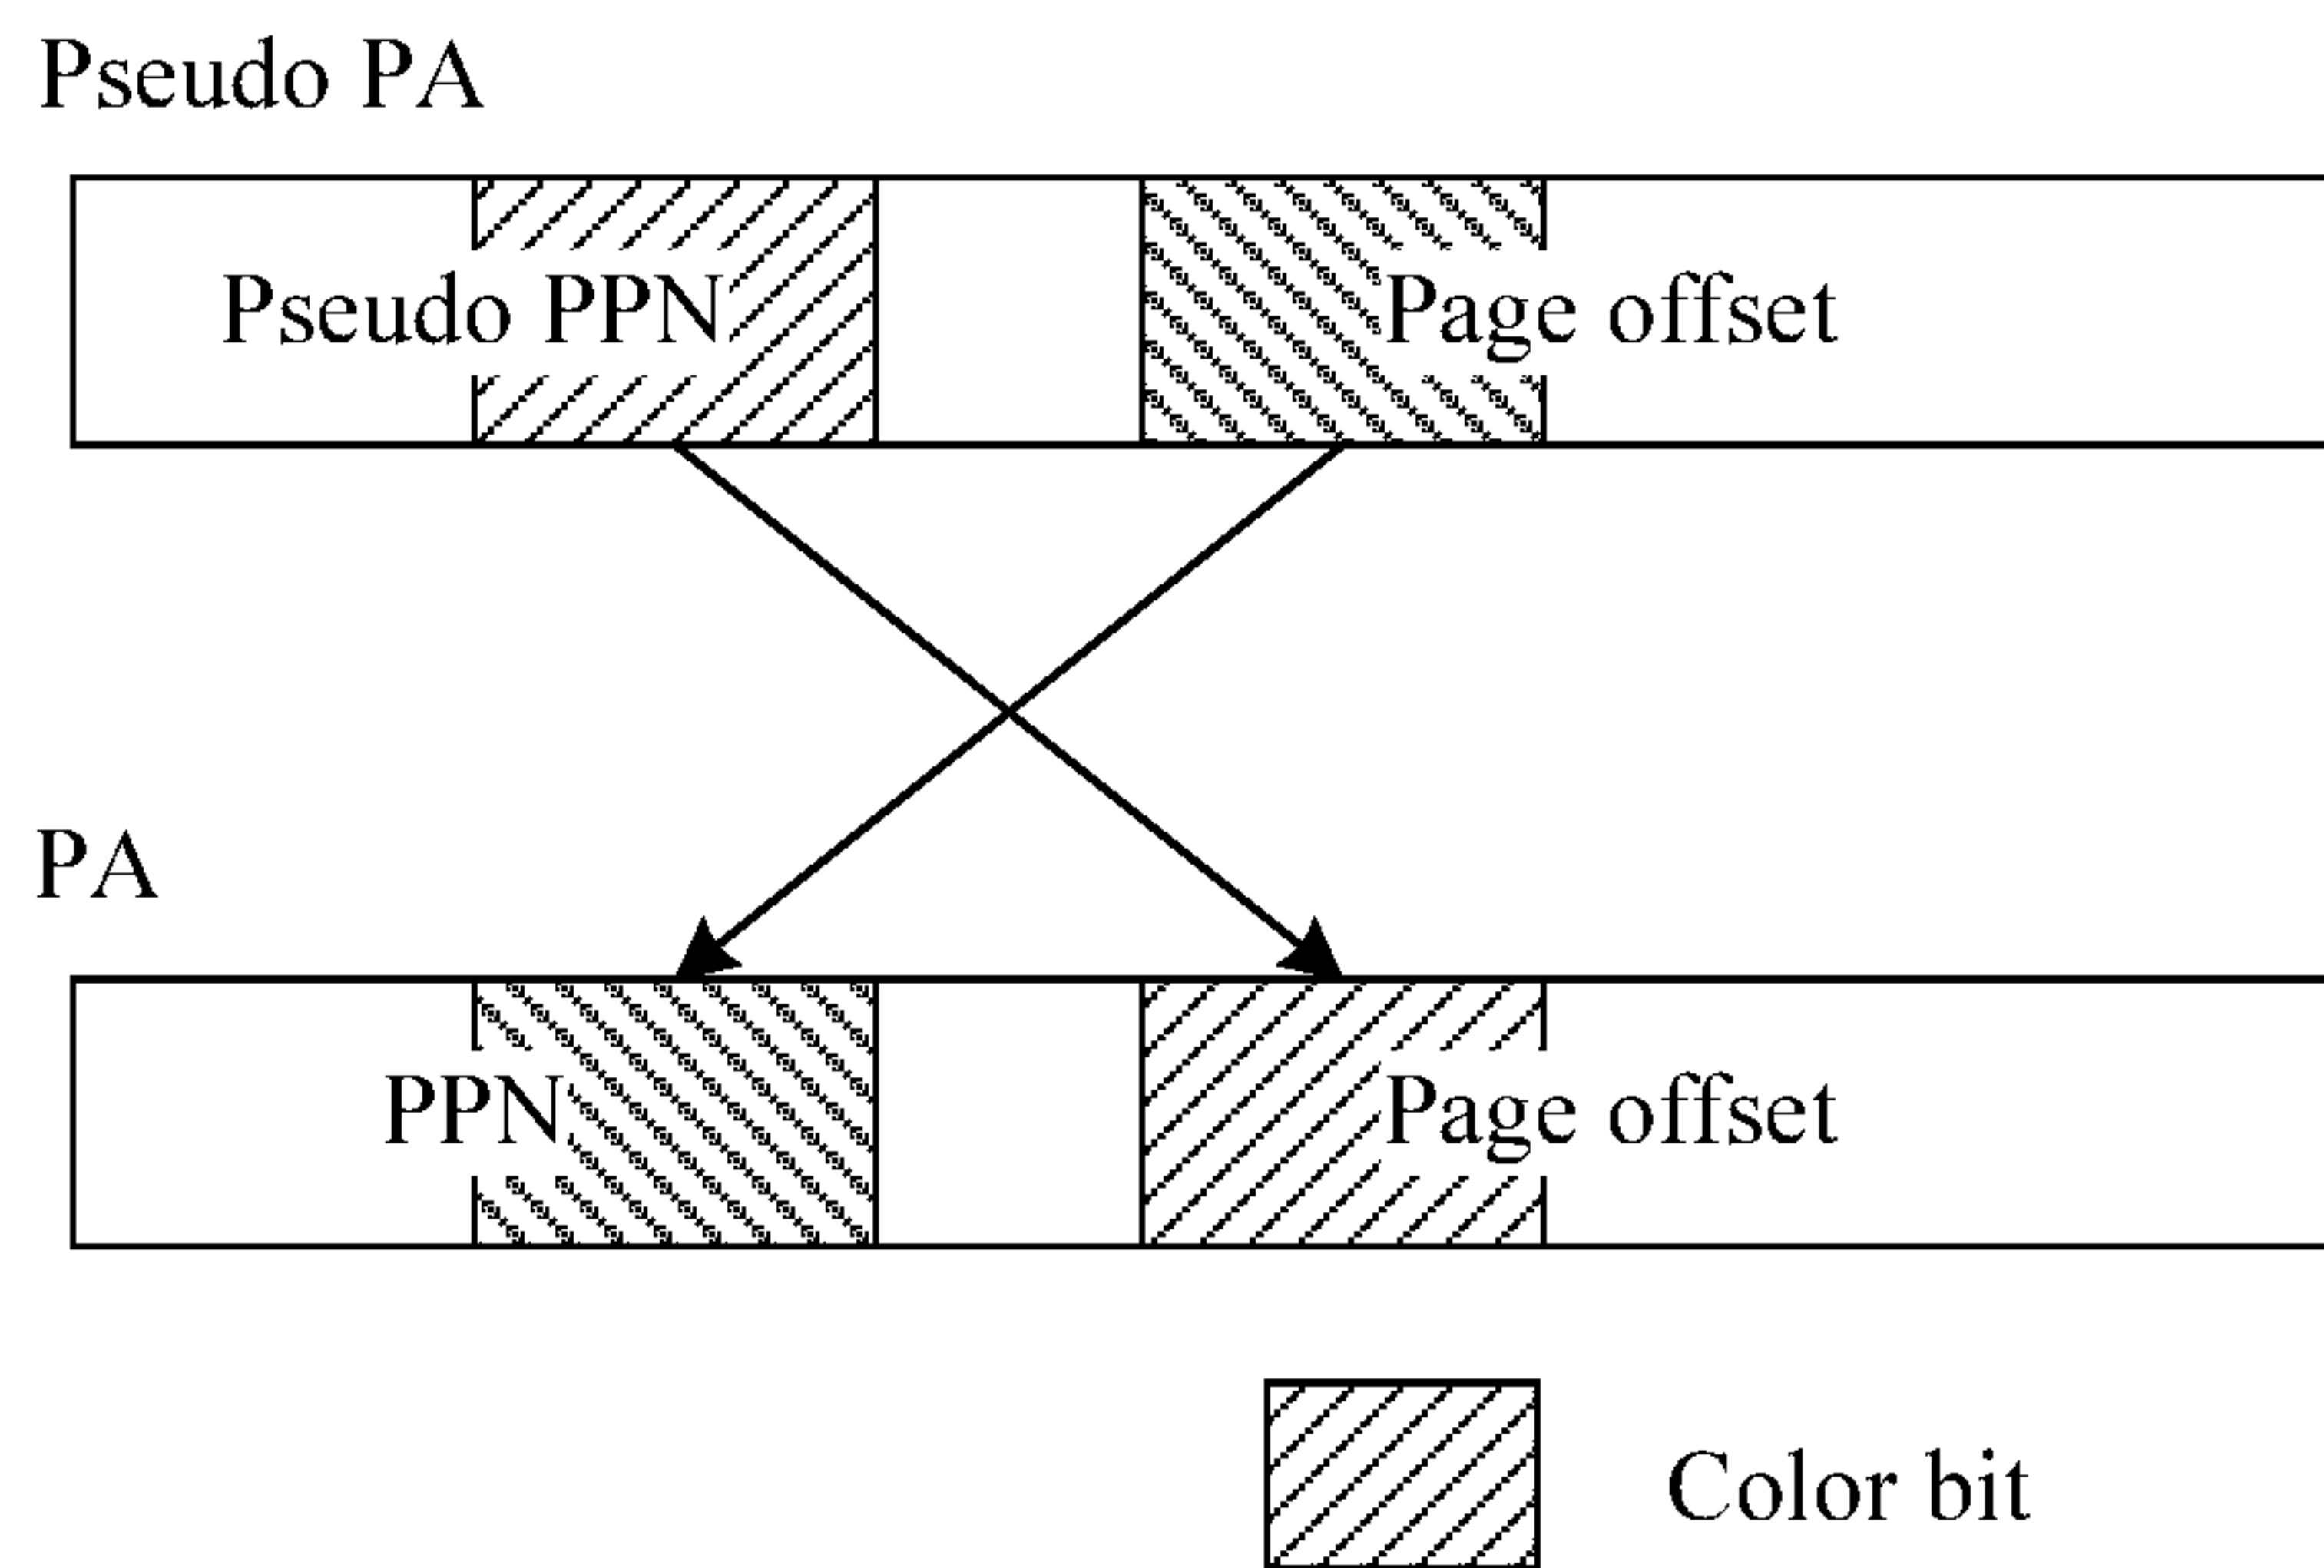 Pseudo PA
Pseudo PPN Page offset
PA
PPN Page offset
Color bit